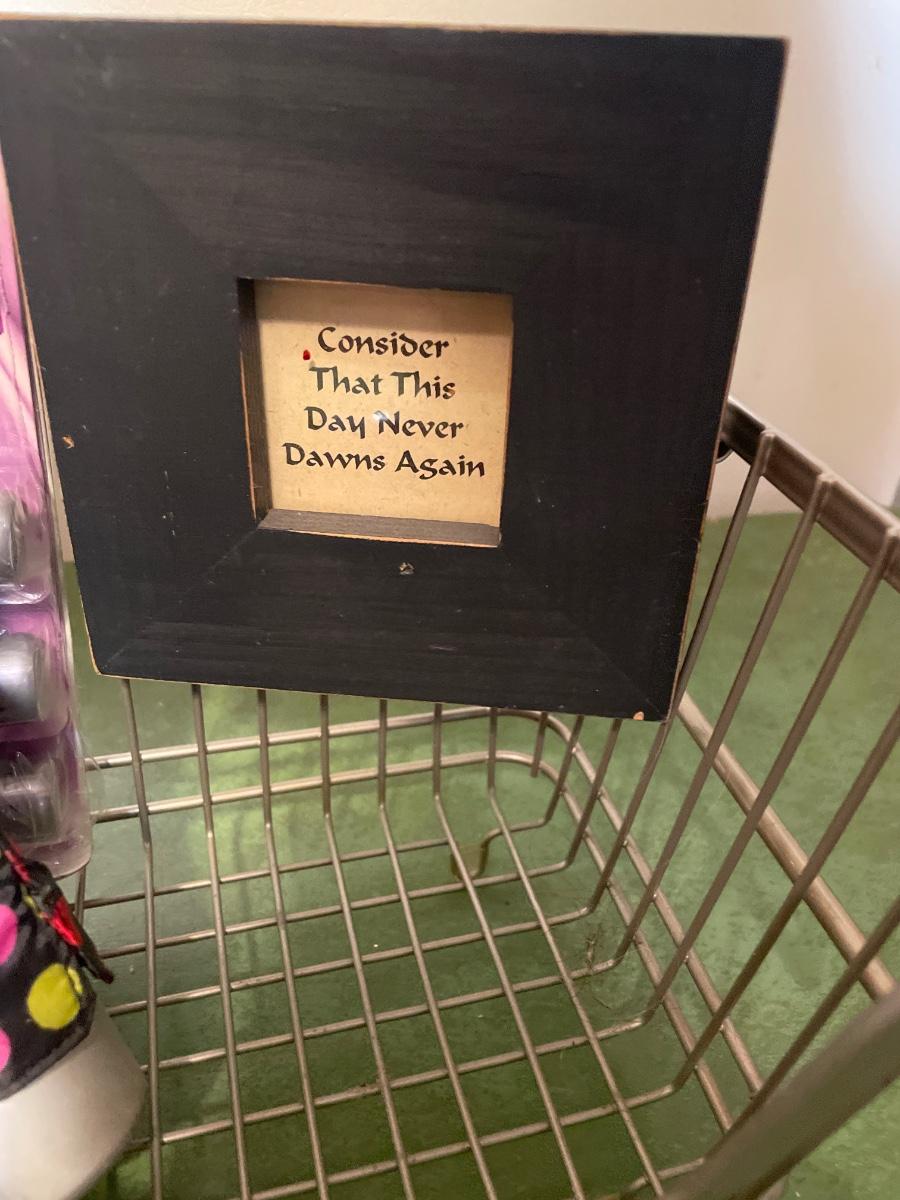 Consider
That This
Day Never
Dawns Again